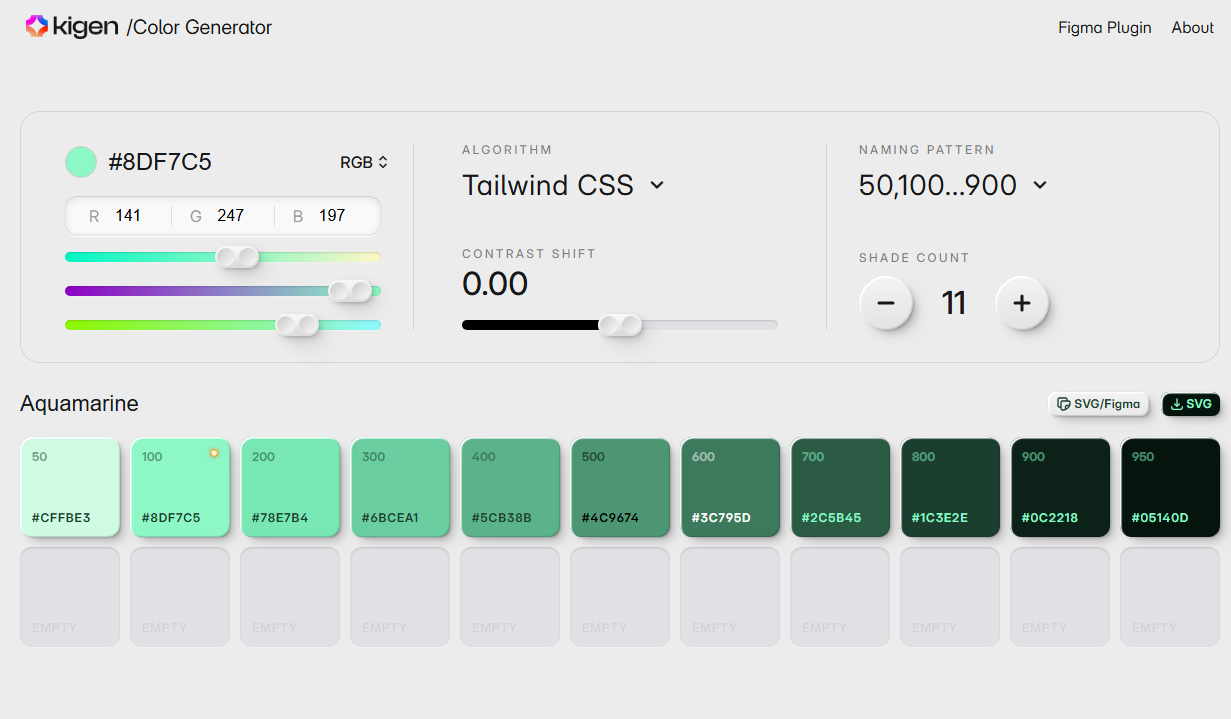 kigen /Color Generator
Figma Plugin About
#8DF7C5 RGB
R 141 G 247 B 197
ALGORITHM
Tailwind CSS
CONTRAST SHIFT
0.00
NAMING PATTERN
50,100...900
SHADE COUNT
− 11 +
Aquamarine
SVG/Figma SVG
50 100 200 300 400 500 600 700 800 900 950
#CFFBE3 #8DF7C5 #78E7B4 #6BCEA1 #5CB38B #4C9674 #3C795D #2C5B45 #1C3E2E #0C2218 #05140D
EMPTY EMPTY EMPTY EMPTY EMPTY EMPTY EMPTY EMPTY EMPTY EMPTY EMPTY